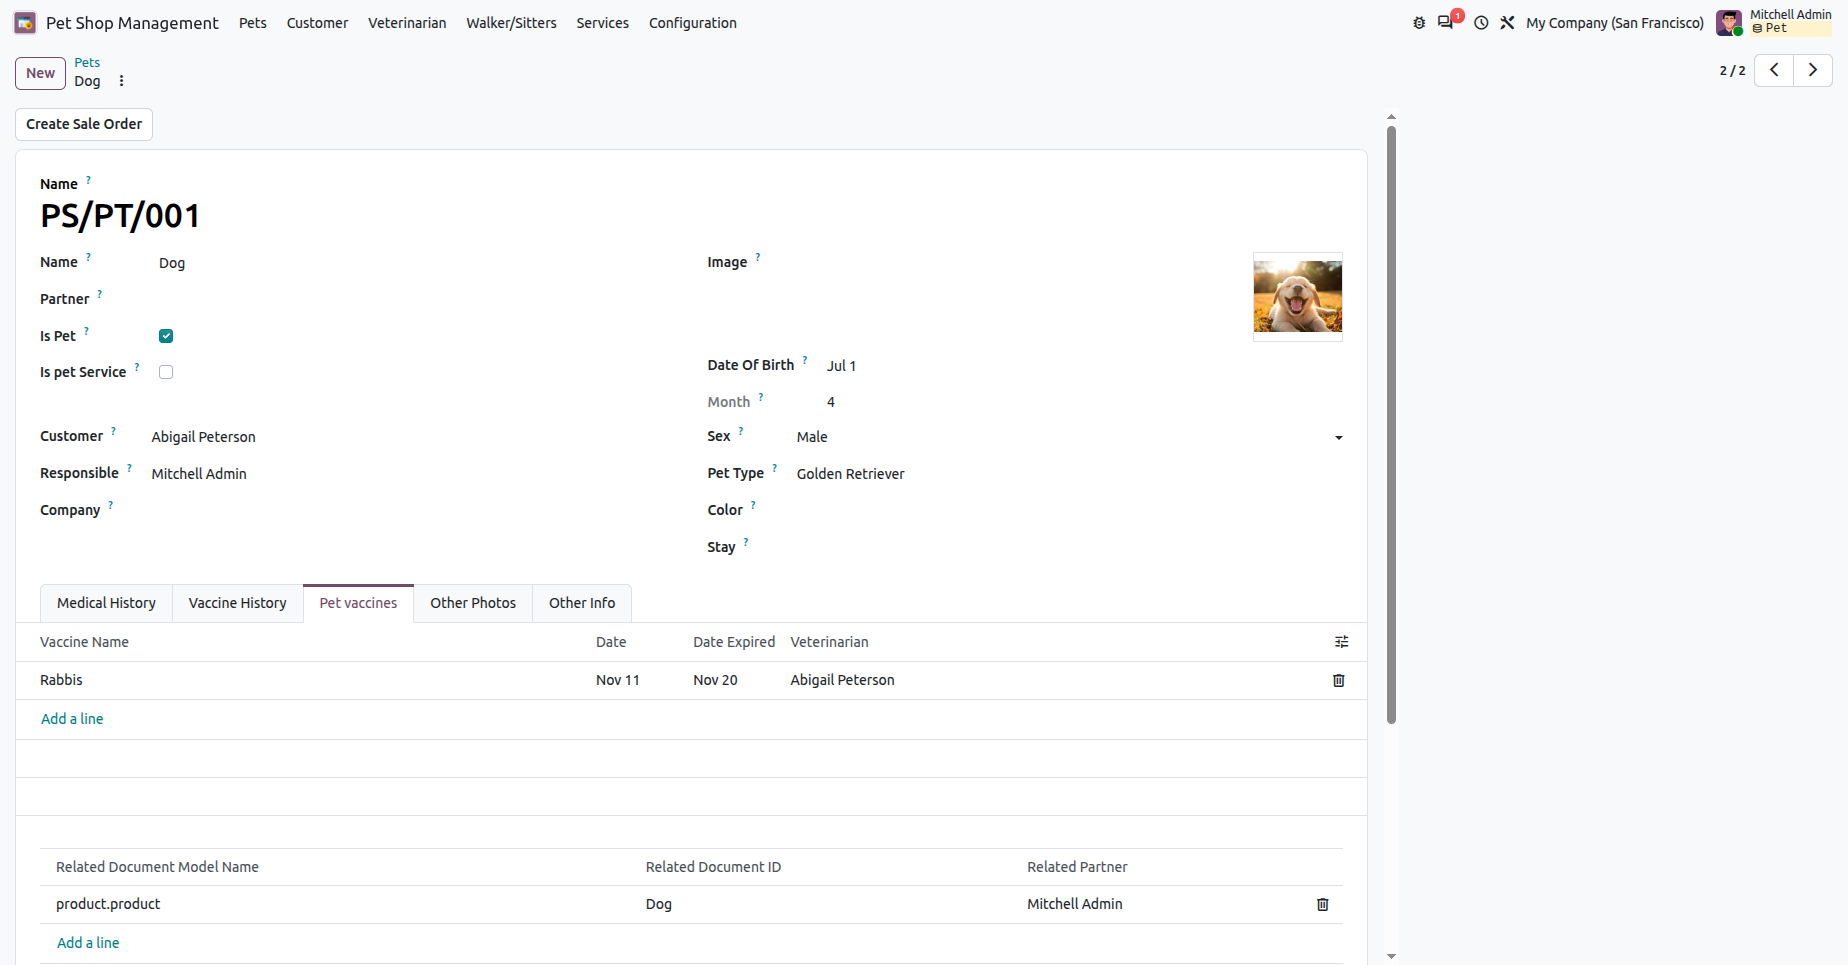 Pet Shop Management Pets Customer Veterinarian Walker/Sitters Services Configuration 1 My Company (San Francisco) Mitchell Admin
Pet
New Pets
Dog
2 / 2
Create Sale Order
Name ?
PS/PT/001
Name ? Dog
Image ?
Partner ?
Is Pet ?
Is pet Service ?
Date Of Birth ? Jul 1
Month ? 4
Customer ? Abigail Peterson
Sex ? Male
Responsible ? Mitchell Admin
Pet Type ? Golden Retriever
Company ?
Color ?
Stay ?
Medical History Vaccine History Pet vaccines Other Photos Other Info
Vaccine Name Date Date Expired Veterinarian
Rabbis Nov 11 Nov 20 Abigail Peterson
Add a line
Related Document Model Name Related Document ID Related Partner
product.product Dog Mitchell Admin
Add a line